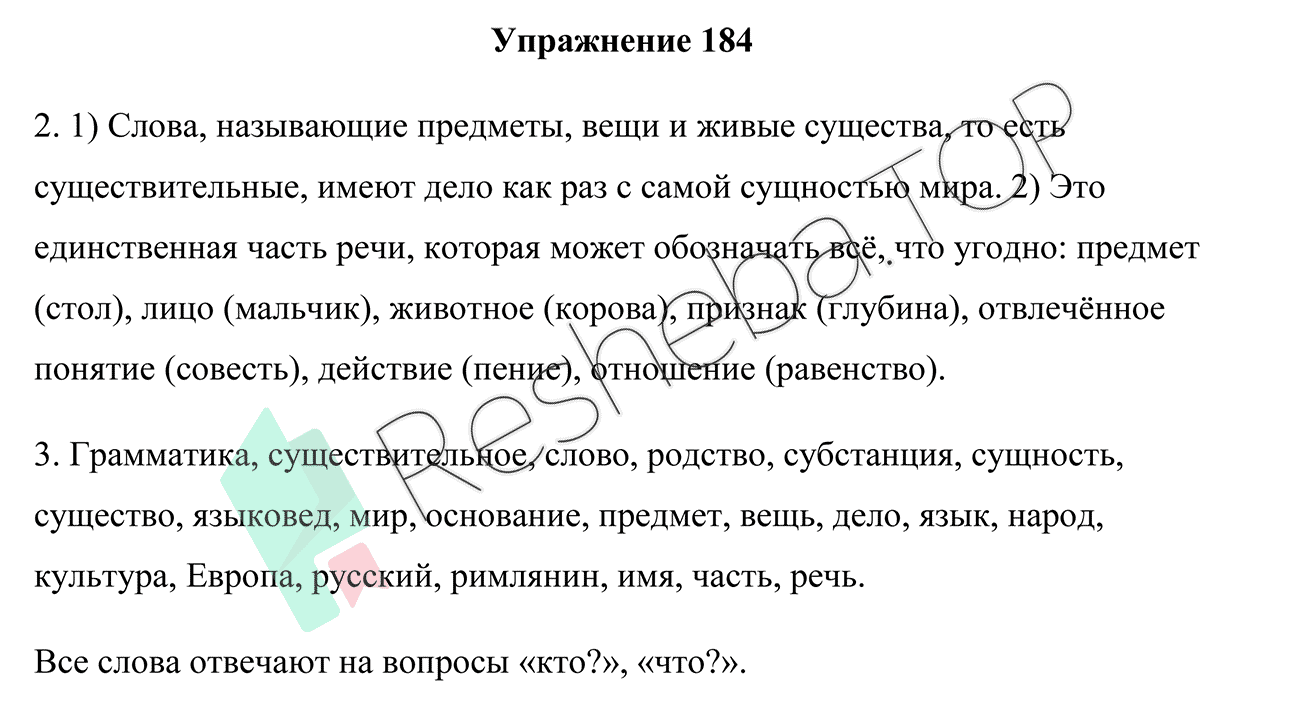 Упражнение 184
2. 1) Слова, называющие предметы, вещи и живые существа, то есть
существительные, имеют дело как раз с самой сущностью мира. 2) Это
единственная часть речи, которая может обозначать всё, что угодно: предмет
(стол), лицо (мальчик), животное (корова), признак (глубина), отвлечённое
понятие (совесть), действие (пение), отношение (равенство).
3. Грамматика, существительное, слово, родство, субстанция, сущность,
существо, языковед, мир, основание, предмет, вещь, дело, язык, народ,
культура, Европа, русский, римлянин, имя, часть, речь.
Все слова отвечают на вопросы «кто?», «что?».
Resheba.TOP